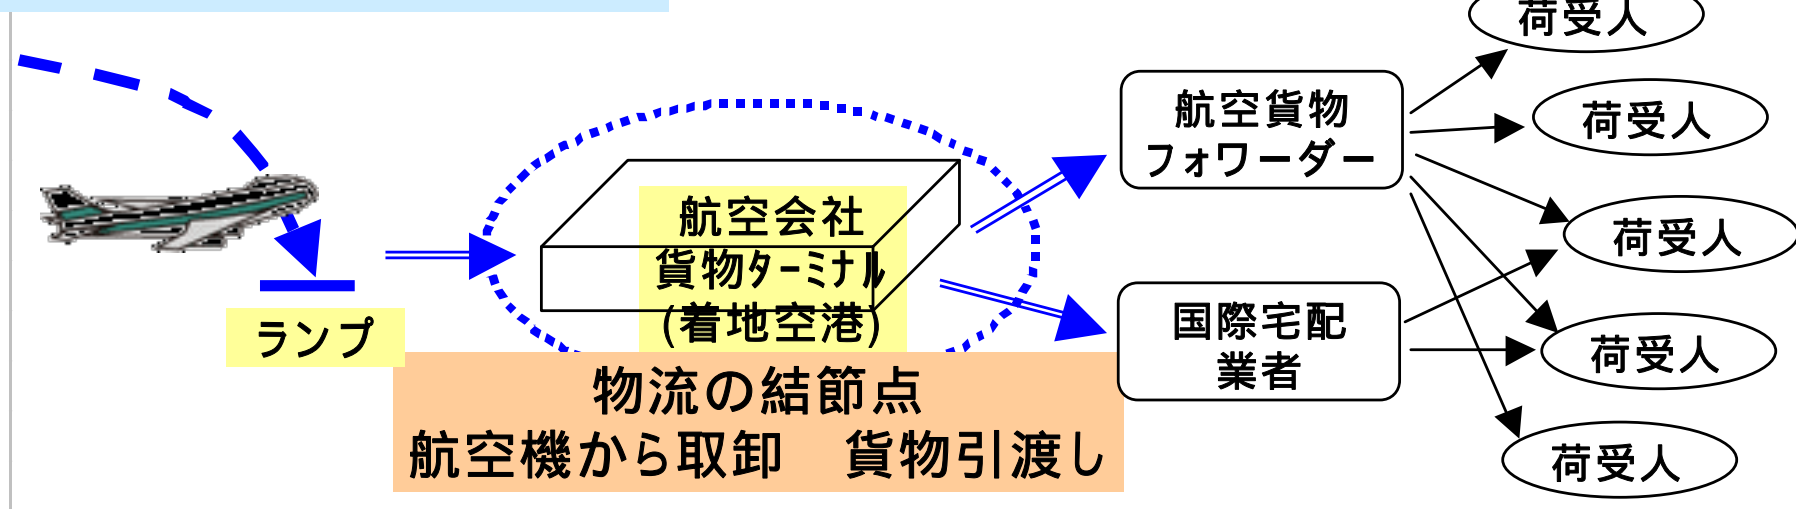 荷受人
航空貨物
フォワーダー
荷受人
航空会社
貨物ﾀｰﾐﾅﾙ
(着地空港)
荷受人
ランプ
国際宅配
業者
荷受人
物流の結節点
航空機から取卸　貨物引渡し
荷受人